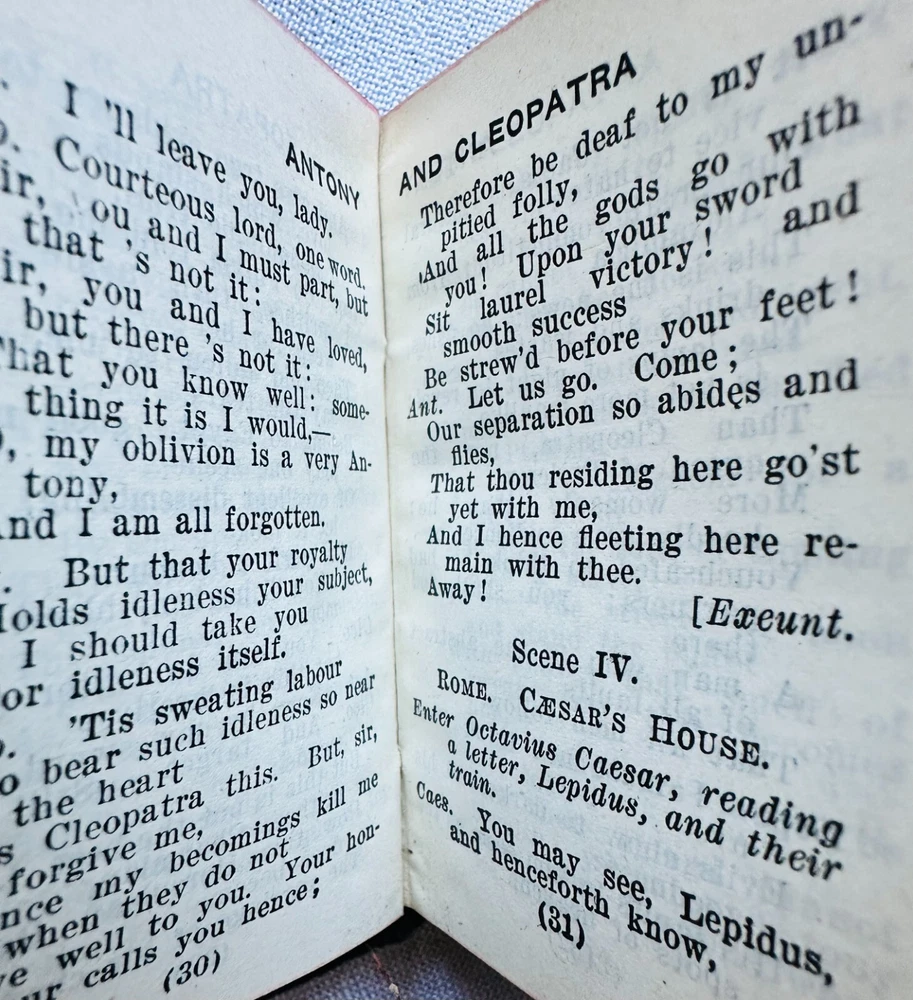 ANTONY
I 'll leave you, lady.
Courteous lord, one word.
ou and I must part, but
that 's not it:
you and I have loved,
but there 's not it:
you know well: some-
thing it is I would,—
my oblivion is a very An-
tony,
I am all forgotten.
But that your royalty
idleness your subject,
I should take you
or idleness itself.
'Tis sweating labour
bear such idleness so near
the heart
Cleopatra this. But, sir,
forgive me,
my becomings kill me
when they do not
well to you. Your hon-
calls you hence;
(30)
AND CLEOPATRA
Therefore be deaf to my un-
pitied folly,
And all the gods go with
you! Upon your sword
Sit laurel victory! and
smooth success
Be strew'd before your feet!
Ant. Let us go. Come;
Our separation so abides and
flies,
That thou residing here go'st
yet with me,
And I hence fleeting here re-
main with thee.
Away!
[Exeunt.
Scene IV.
ROME. CÆSAR'S HOUSE.
Enter Octavius Caesar, reading
a letter, Lepidus, and their
train.
Caes. You may see, Lepidus,
and henceforth know,
(31)